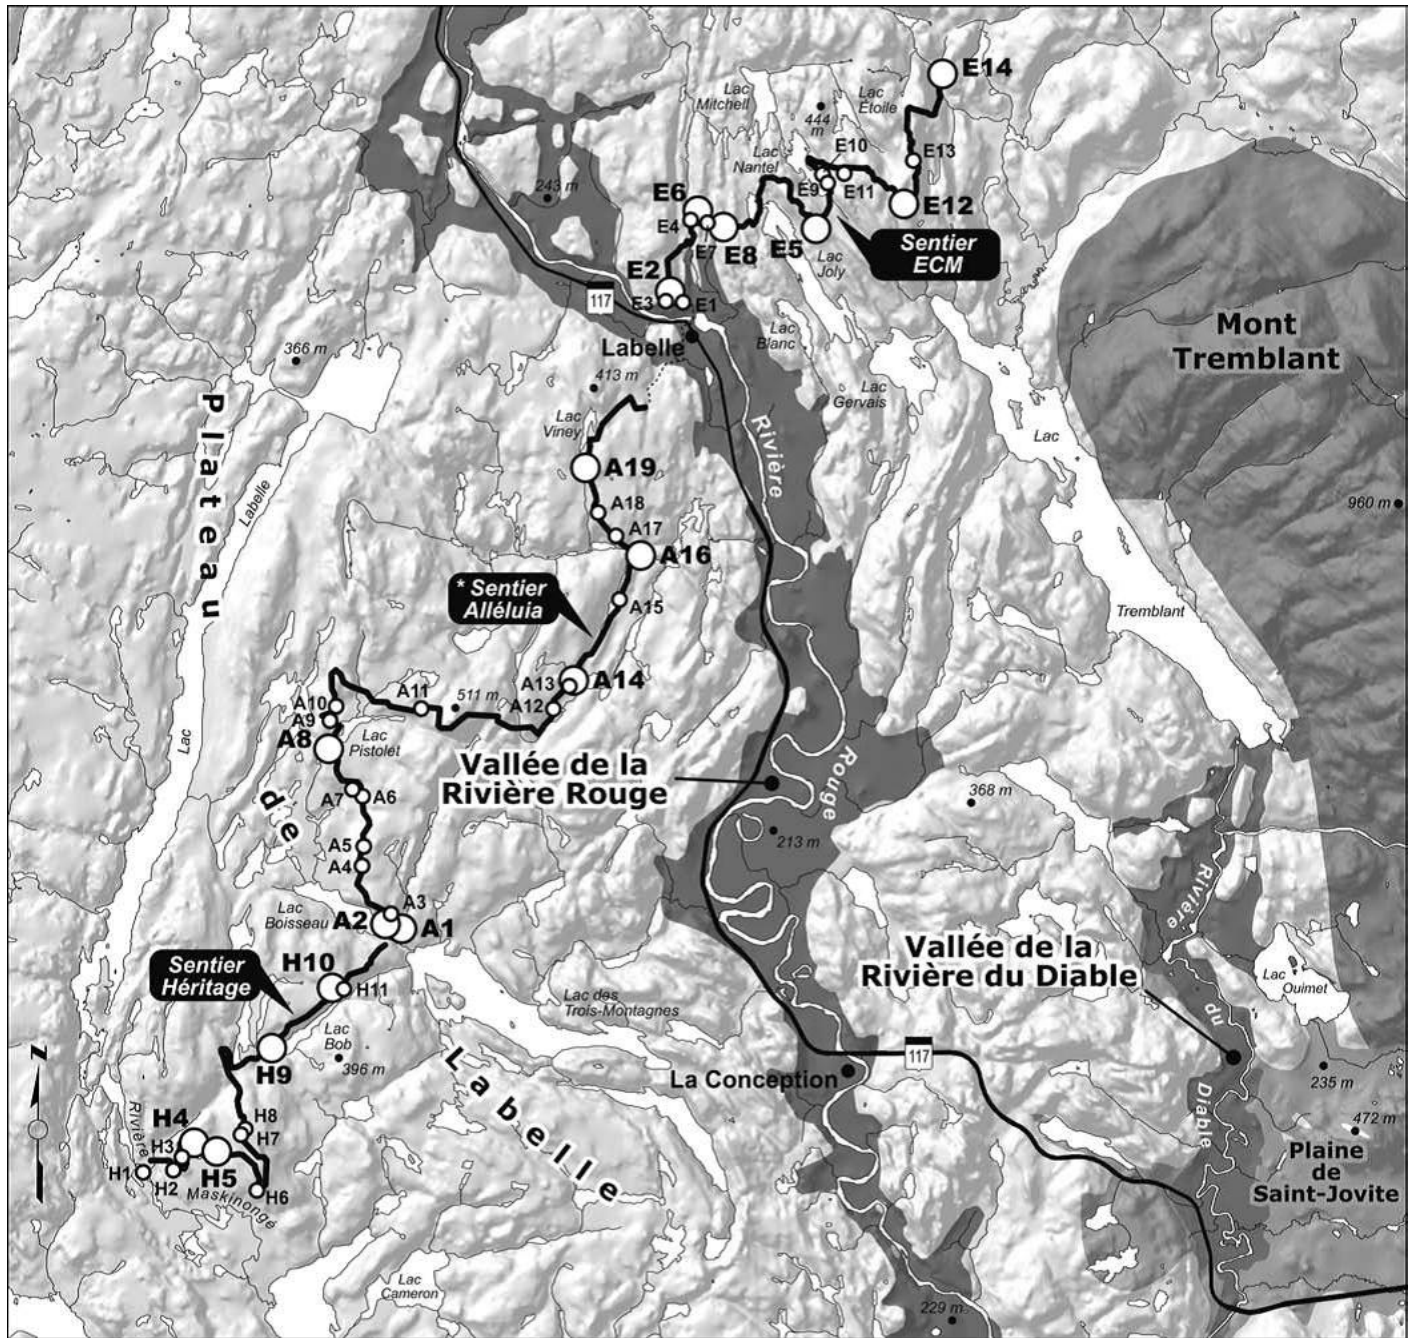 E14
Lac
Mitchell
444
m
Lac
Étoile
Lac
Nantel
E10
E13
E9
E11
243 m
E6
E4
E7
E8
E5
E12
Sentier
ECM
Lac
Joly
E2
E3
E1
117
Labelle
Lac
Blanc
Mont
Tremblant
366 m
413 m
Lac
Gervais
Lac
Viney
Lac
Rivière
Plateau
Labelle
A19
A18
A17
A16
960 m
* Sentier
Alléluia
A15
Tremblant
A13
A14
A12
A11
511 m
A10
A9
A8
Lac
Pistolet
Lac
Vallée de la
Rivière Rouge
Rouge
368 m
213 m
A7
A6
de
A5
A4
A3
Lac
Boisseau
A2
A1
Rivière
Vallée de la
Rivière du Diable
Sentier
Héritage
H10
H11
Lac des
Trois-Montagnes
Lac
Ouimet
du
Lac
Bob
396 m
H9
Labelle
117
La Conception
235 m
472 m
Diable
Plaine
de
Saint-Jovite
N
H4
H8
H7
H3
Rivière
H1
H2
H5
H6
Maskinongé
Lac
Cameron
229 m